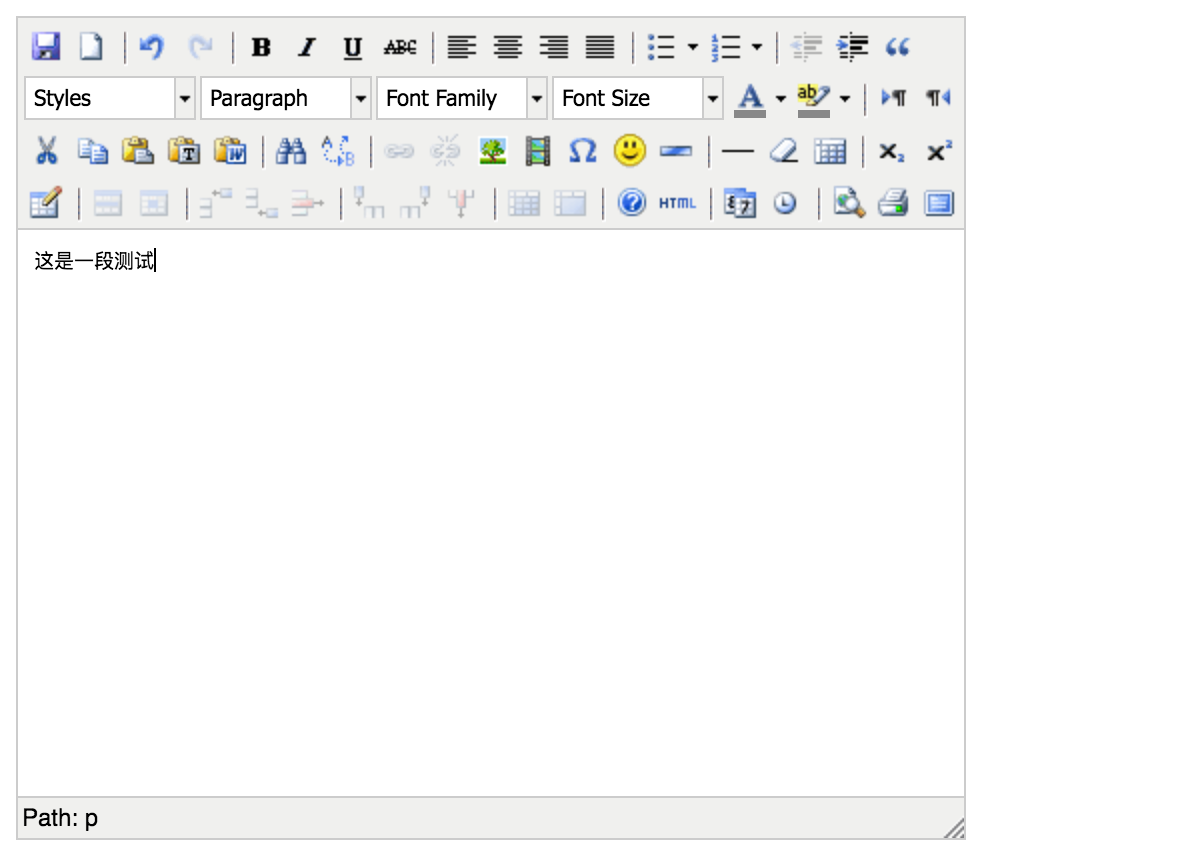 B I U ABC
Styles Paragraph Font Family Font Size A ab
HTML
这是一段测试
Path: p